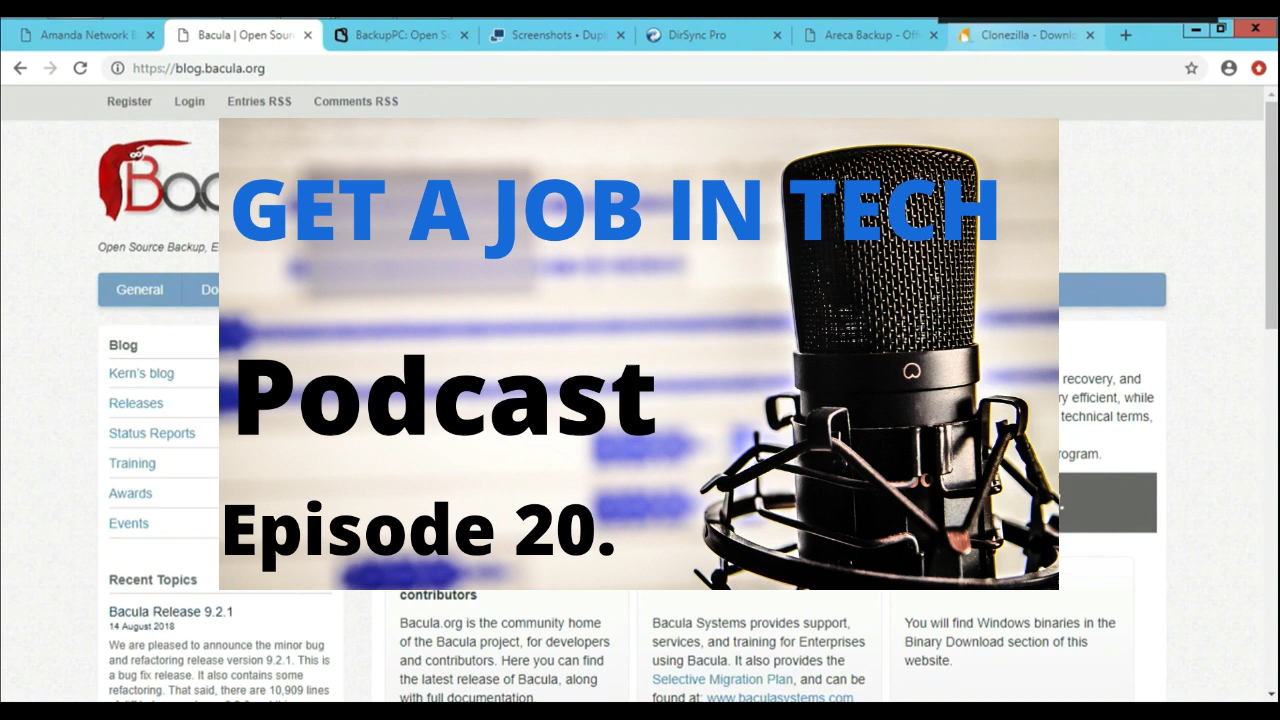 Amanda Network B
Bacula | Open Sour
BackupPC: Open So
Screenshots • Dupl
DirSync Pro
Areca Backup - Offi
Clonezilla - Downlo
https://blog.bacula.org
Register
Login
Entries RSS
Comments RSS
Bac
Open Source Backup, E
General
Do
GET A JOB IN TECH
Podcast
Episode 20.
Blog
Kern's blog
Releases
Status Reports
Training
Awards
Events
recovery, and
efficient, while
technical terms,
rogram.
Recent Topics
Bacula Release 9.2.1
14 August 2018
We are pleased to announce the minor bug
and refactoring release version 9.2.1. This is
a bug fix release. It also contains some
refactoring. That said, there are 10,909 lines
contributors
Bacula.org is the community home
of the Bacula project, for developers
and contributors. Here you can find
the latest release of Bacula, along
with full documentation.
Bacula Systems provides support,
services, and training for Enterprises
using Bacula. It also provides the
Selective Migration Plan, and can be
found at: www.baculasystems.com
You will find Windows binaries in the
Binary Download section of this
website.